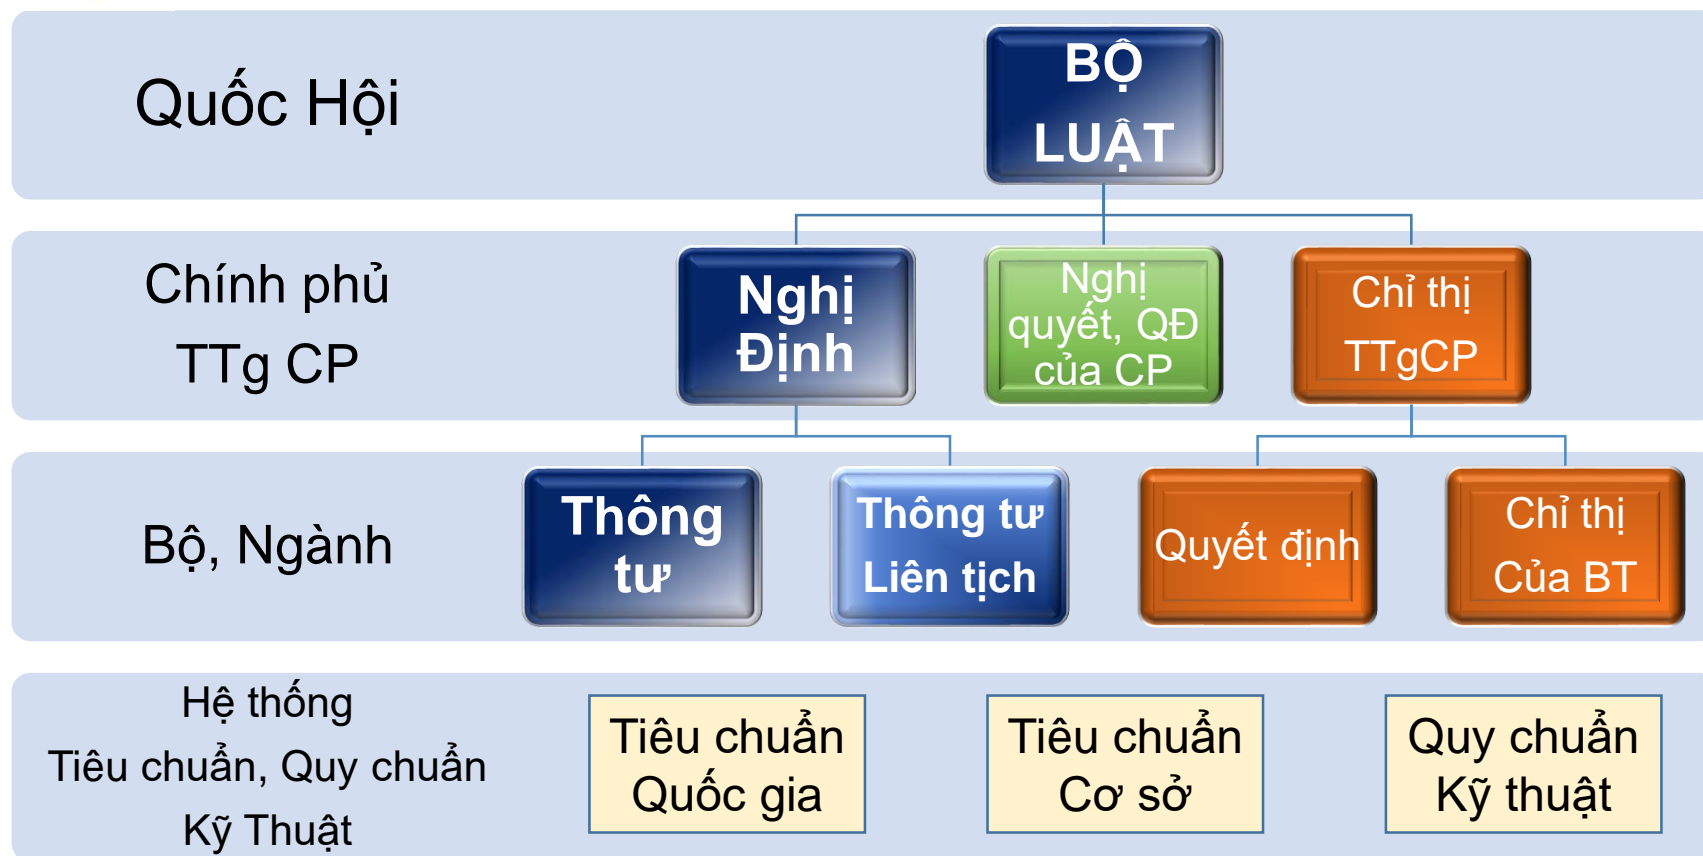 Quốc Hội
BỘ
LUẬT
Chính phủ
TTg CP
Nghị
Định
Nghị
quyết, QĐ
của CP
Chỉ thị
TTgCP
Bộ, Ngành
Thông
tư
Thông tư
Liên tịch
Quyết định
Chỉ thị
Của BT
Hệ thống
Tiêu chuẩn, Quy chuẩn
Kỹ Thuật
Tiêu chuẩn
Quốc gia
Tiêu chuẩn
Cơ sở
Quy chuẩn
Kỹ thuật